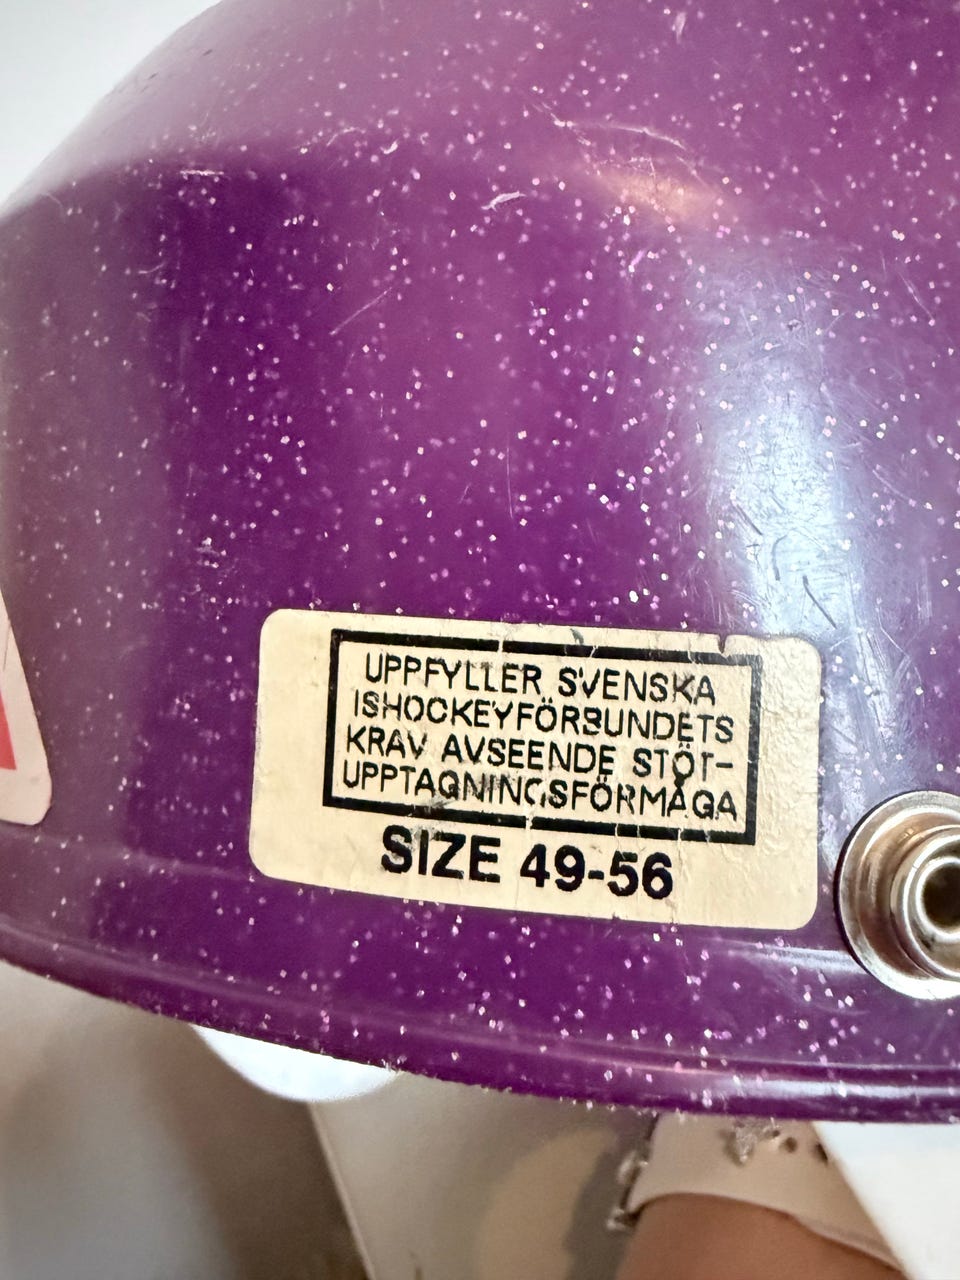 UPPFYLLER SVENSKA
ISHOCKEYFÖRBUNDETS
KRAV AVSEENDE STÖT-
UPPTAGNINGSFÖRMÅGA
SIZE 49-56